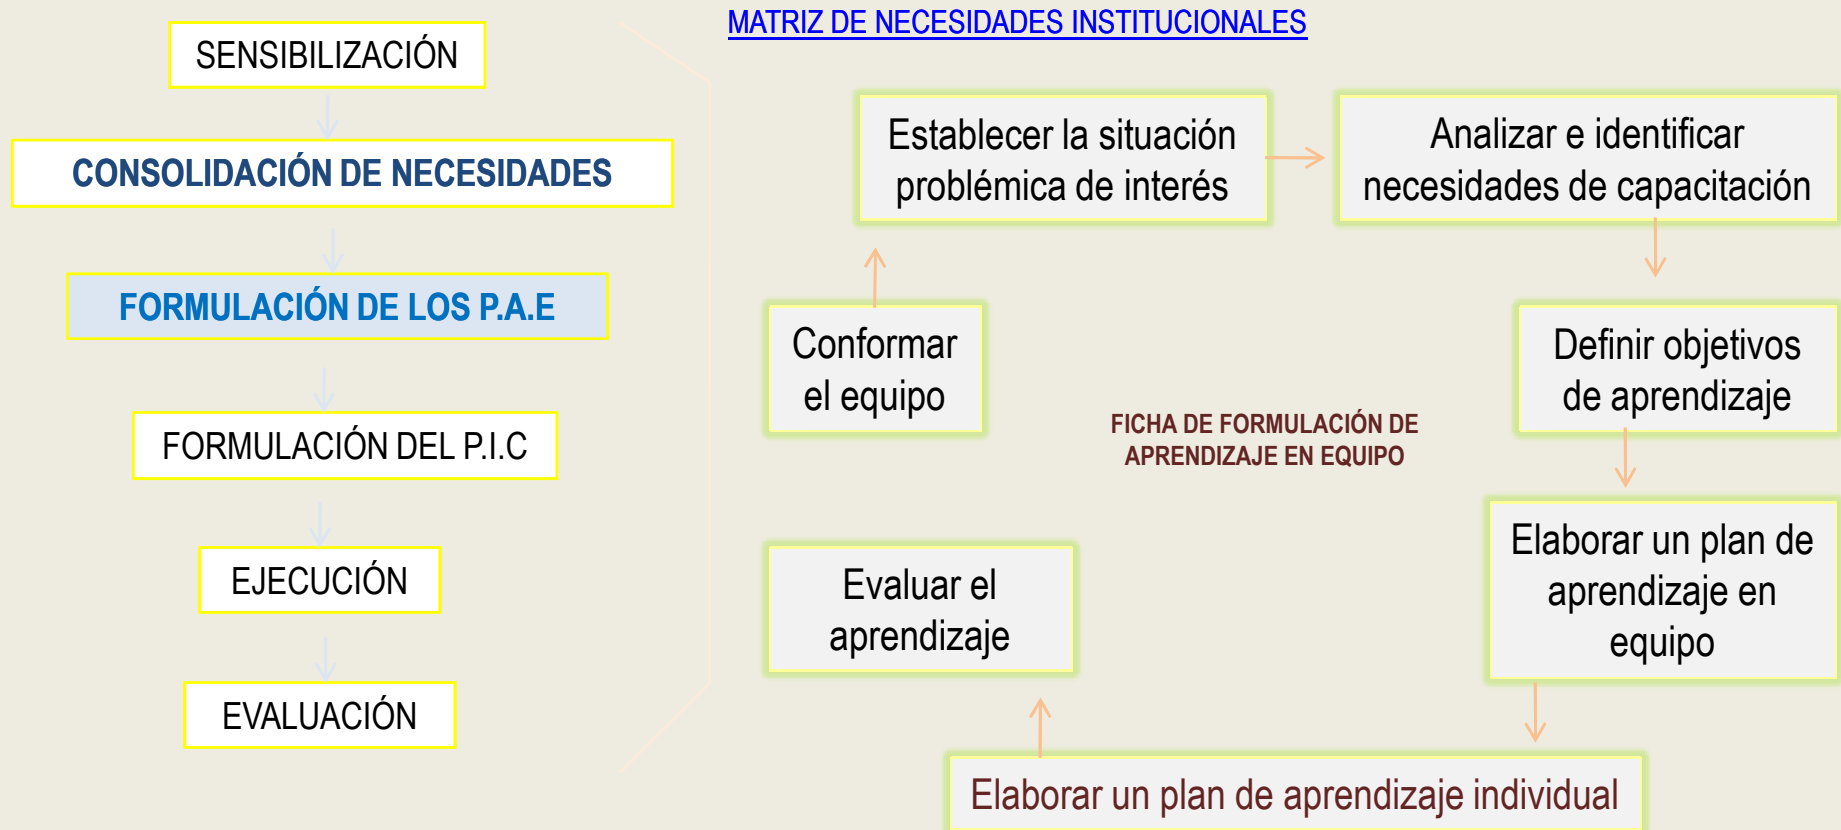 SENSIBILIZACIÓN
CONSOLIDACIÓN DE NECESIDADES
FORMULACIÓN DE LOS P.A.E
FORMULACIÓN DEL P.I.C
EJECUCIÓN
EVALUACIÓN
MATRIZ DE NECESIDADES INSTITUCIONALES
Conformar
el equipo
Establecer la situación
problémica de interés
Analizar e identificar
necesidades de capacitación
Definir objetivos
de aprendizaje
Elaborar un plan de
aprendizaje en
equipo
Elaborar un plan de aprendizaje individual
Evaluar el
aprendizaje
FICHA DE FORMULACIÓN DE
APRENDIZAJE EN EQUIPO